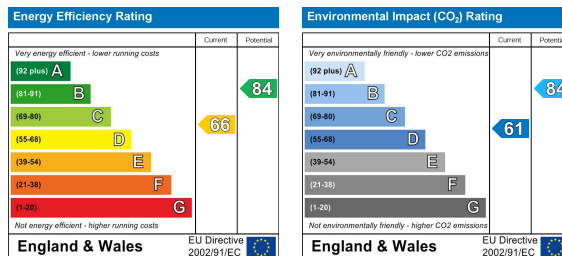 Energy Efficiency Rating
Current Potential
Very energy efficient - lower running costs
(92 plus) A
(81-91) B
84
(69-80) C
66
(55-68) D
(39-54) E
(21-38) F
(1-20) G
Not energy efficient - higher running costs
England & Wales
EU Directive
2002/91/EC
Environmental Impact (CO2) Rating
Current Potentia
Very environmentally friendly - lower CO2 emissions
(92 plus) A
(81-91) B
84
(69-80) C
61
(55-68) D
(39-54) E
(21-38) F
(1-20) G
Not environmentally friendly - higher CO2 emissions
England & Wales
EU Directive
2002/91/EC